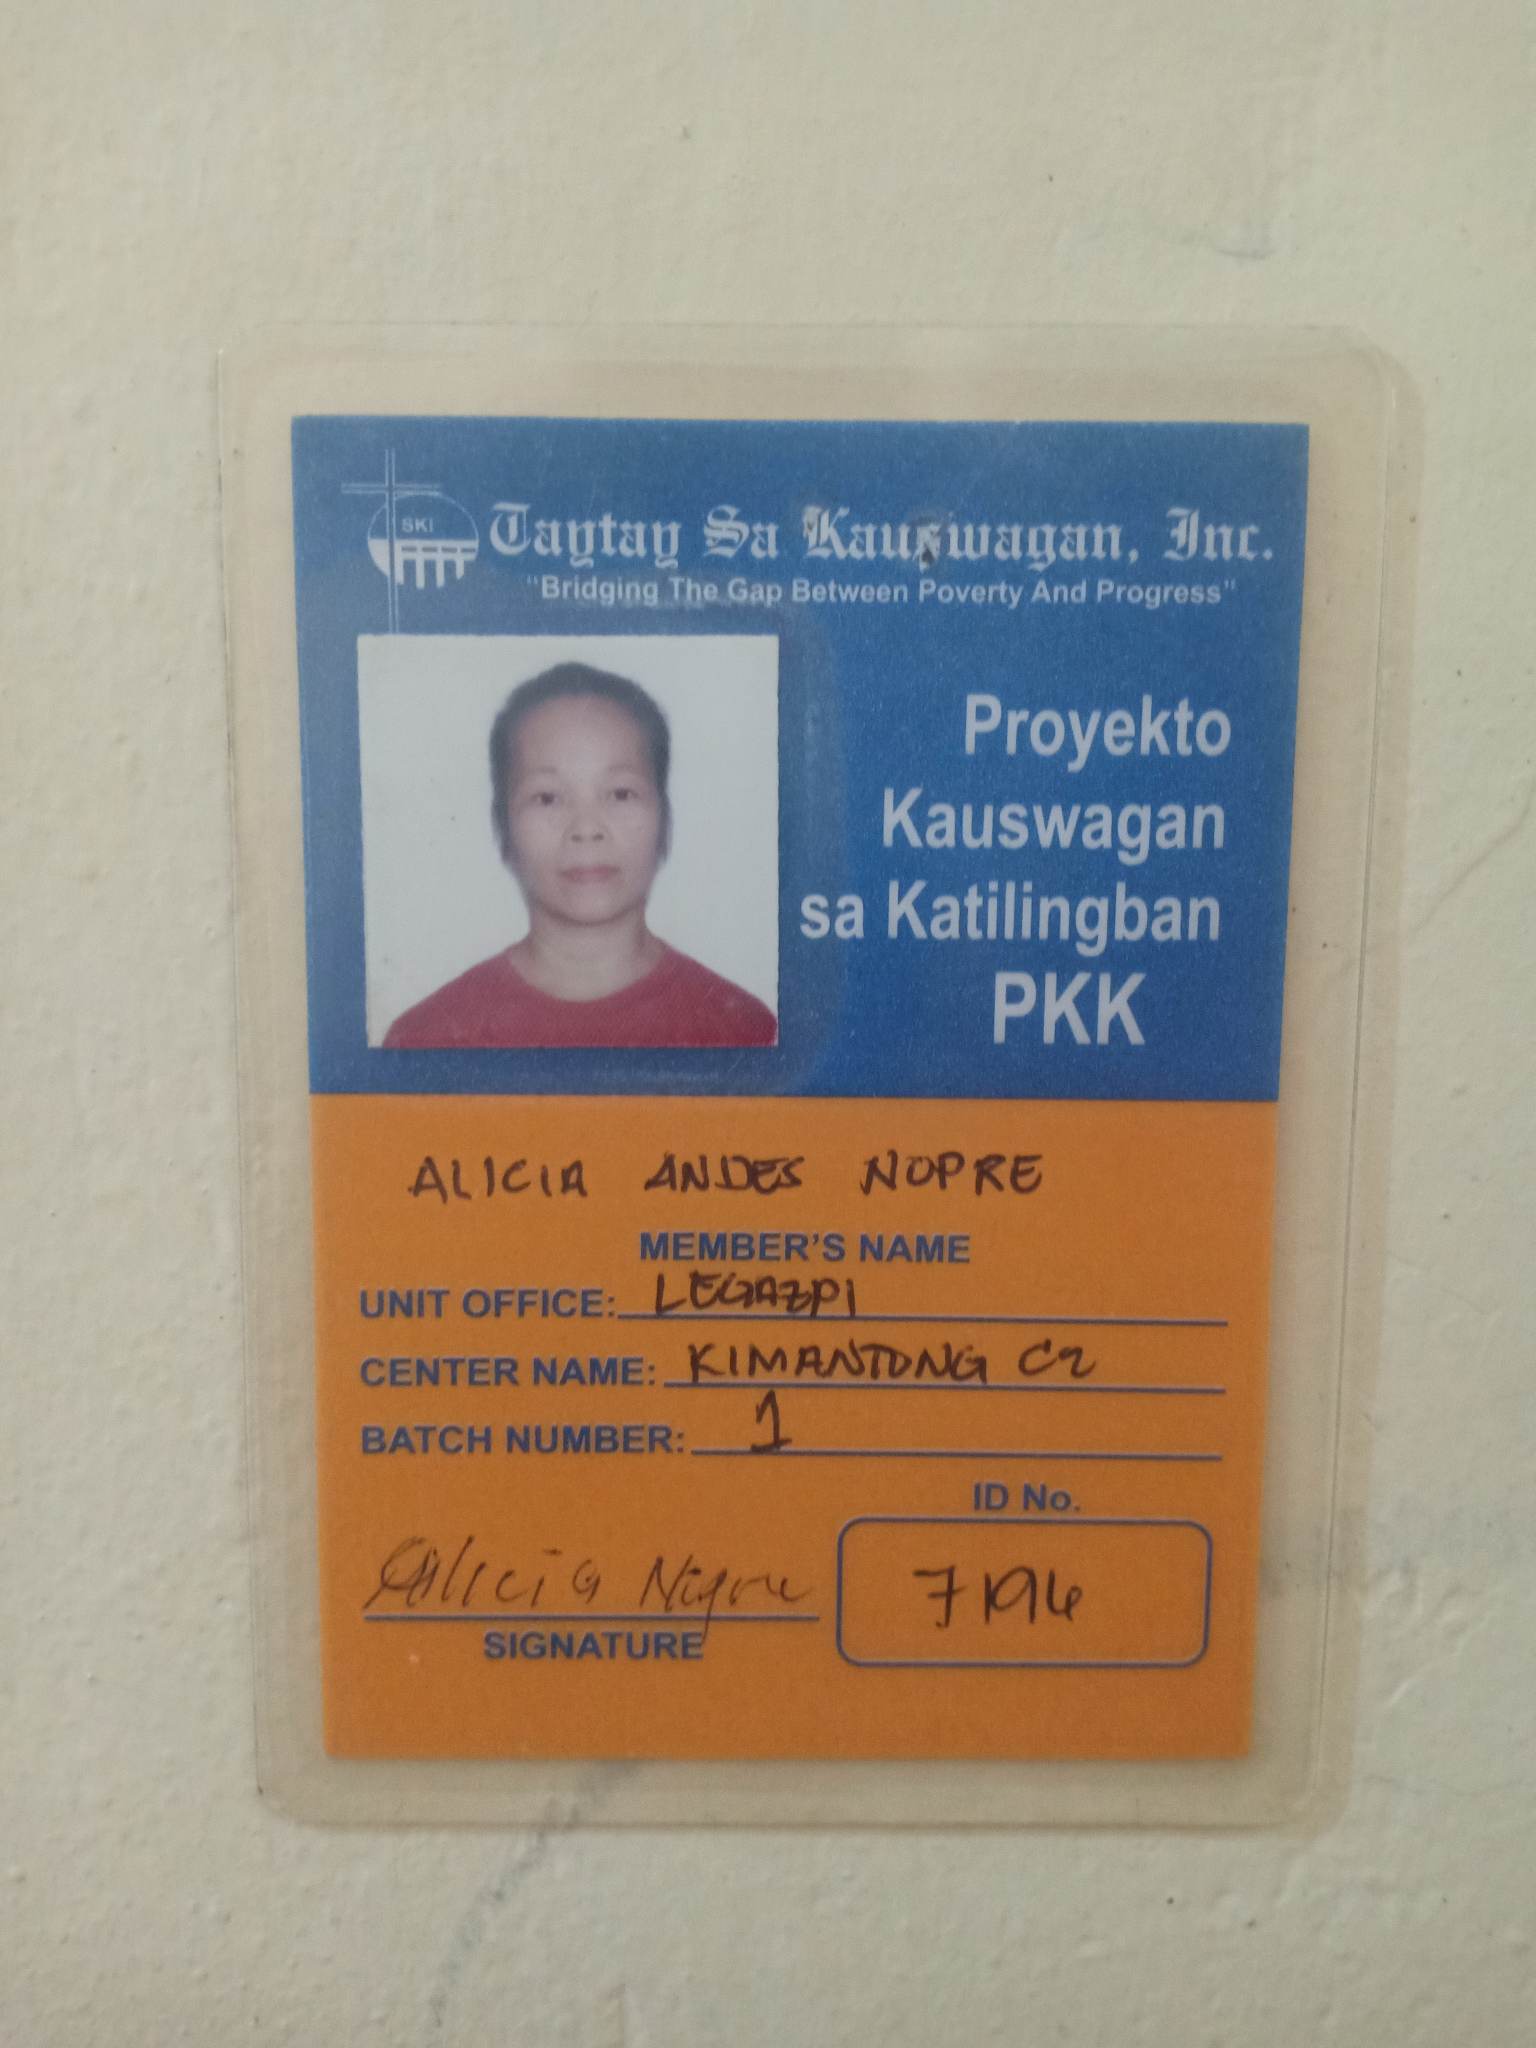 SKI
Taytay Sa Kauswagan, Inc.
"Bridging The Gap Between Poverty And Progress"
Proyekto
Kauswagan
sa Katilingban
PKK
ALICIA ANDES NOPRE
MEMBER'S NAME
UNIT OFFICE: LEGAZPI
CENTER NAME: KIMANTONG C2
BATCH NUMBER: 1
ID No.
7196
Alicia
SIGNATURE